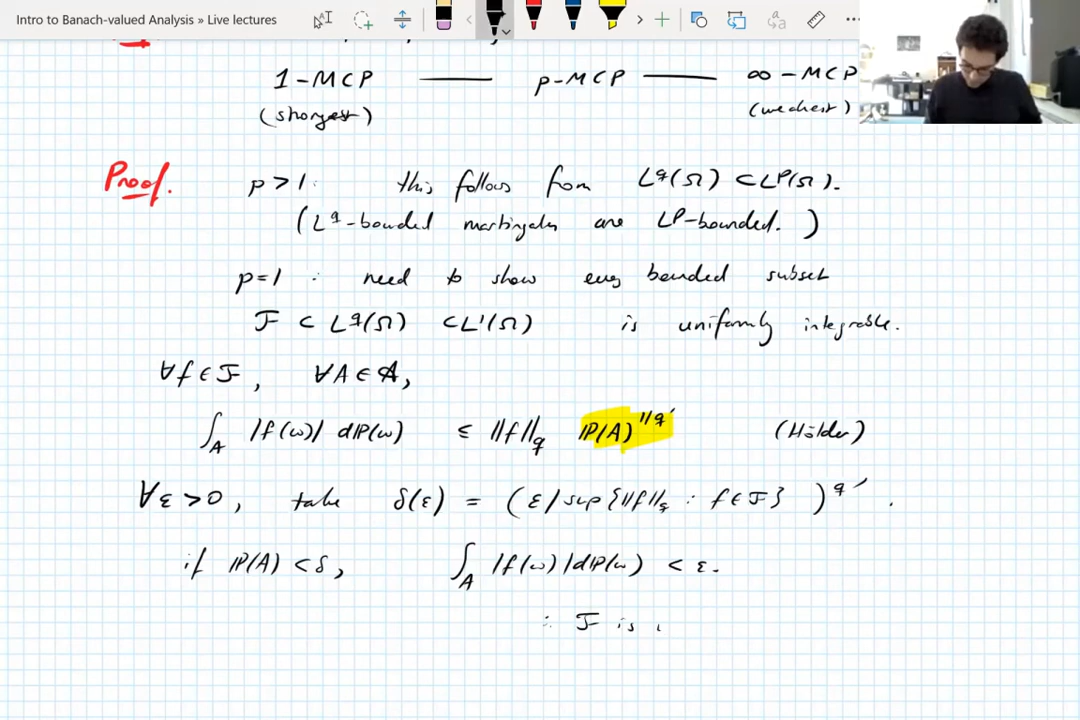 Intro to Banach-valued Analysis » Live lectures
1-MCP —— p-MCP —— ∞-MCP
(strongest) (weakest)
Proof. p>1: this follows from L^q(Ω) ⊂ L^p(Ω).
(L^q-bounded martingales are L^p-bounded.)
p=1: need to show every bounded subset
F ⊂ L^q(Ω) ⊂ L^1(Ω) is uniformly integrable.
∀f∈F, ∀A∈A,
∫_A |f(ω)| dP(ω) ≤ ||f||_q P(A)^{1/q'} (Hölder)
∀ε>0, take δ(ε) = (ε/sup{||f||_q : f∈F})^{q'}.
if P(A)<δ, ∫_A |f(ω)|dP(ω) < ε.
∴ F is